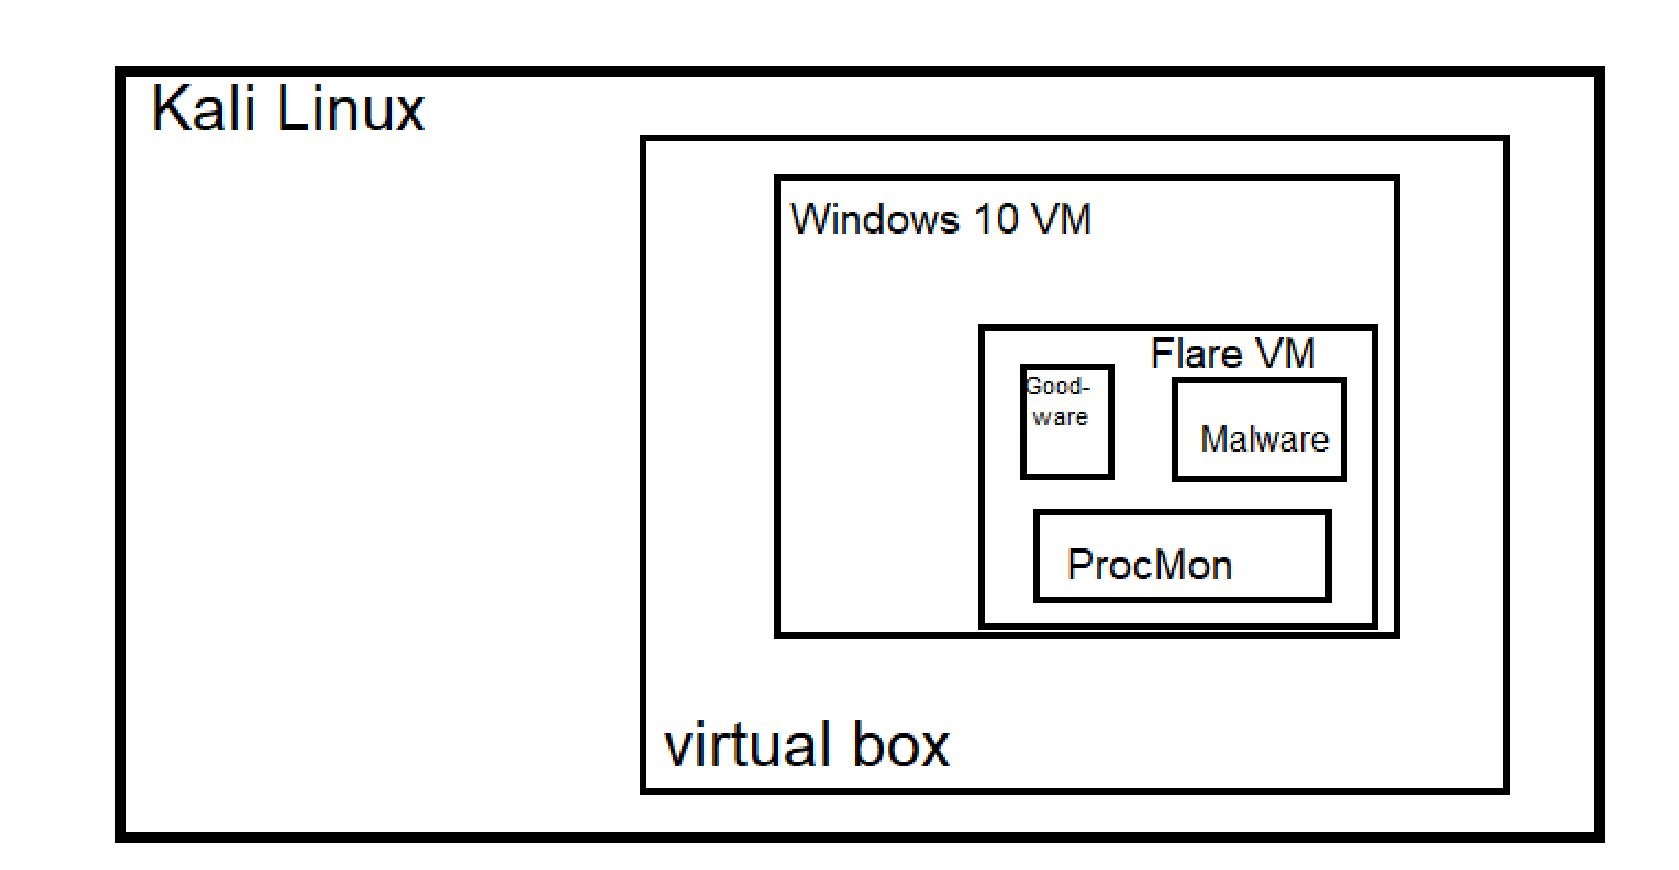 Kali Linux
Windows 10 VM
Flare VM
Good-
ware
Malware
ProcMon
virtual box